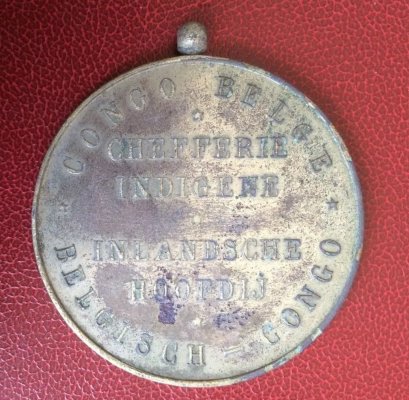 CONGO BELGE
CHEFFERIE
INDIGENE
INLANDSCHE
HOOFDIJ
BELGISCH - CONGO